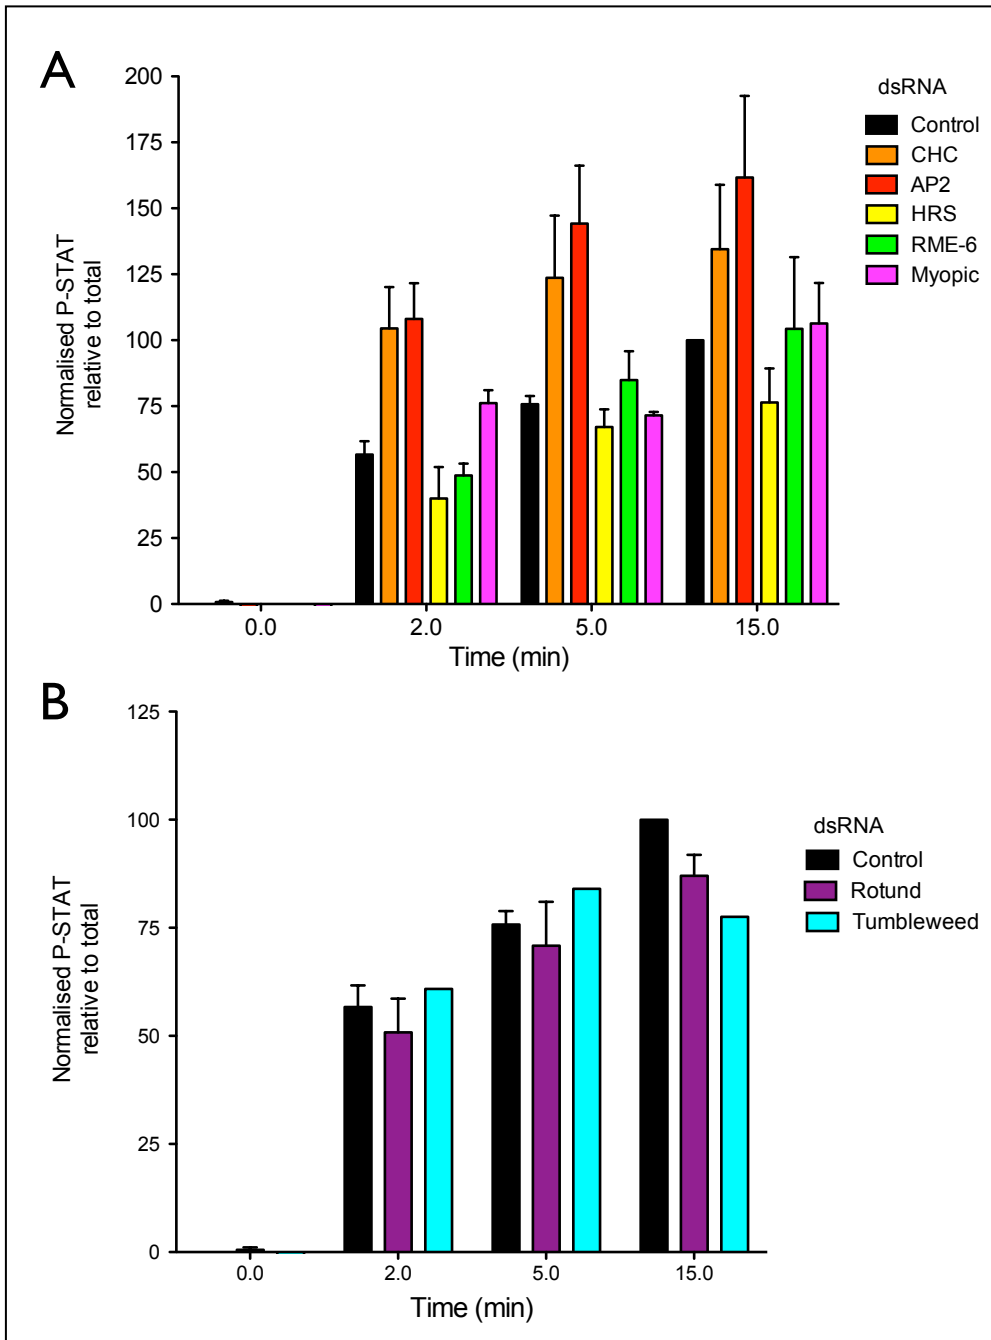 A
200
175
150
125
100
75
50
25
0
Normalised P-STAT
relative to total
0.0 2.0 5.0 15.0
Time (min)
dsRNA
Control
CHC
AP2
HRS
RME-6
Myopic
B
125
100
75
50
25
0
Normalised P-STAT
relative to total
0.0 2.0 5.0 15.0
Time (min)
dsRNA
Control
Rotund
Tumbleweed